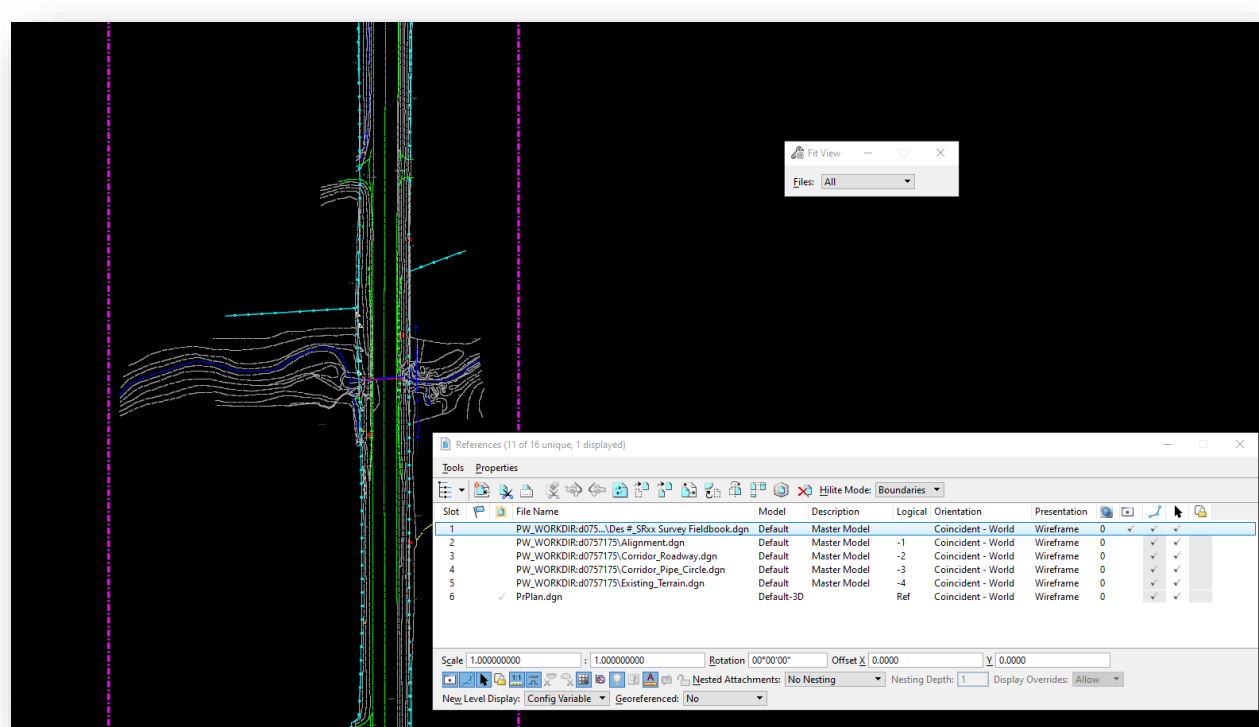 Fit View
Files: All
References (11 of 16 unique, 1 displayed)
Tools Properties
Hilite Mode: Boundaries
Slot File Name Model Description Logical Orientation Presentation
1 PW_WORKDIR:d075...\Des #_SRxx Survey Fieldbook.dgn Default Master Model Coincident - World Wireframe 0
2 PW_WORKDIR:d0757175\Alignment.dgn Default Master Model -1 Coincident - World Wireframe 0
3 PW_WORKDIR:d0757175\Corridor_Roadway.dgn Default Master Model -2 Coincident - World Wireframe 0
4 PW_WORKDIR:d0757175\Corridor_Pipe_Circle.dgn Default Master Model -3 Coincident - World Wireframe 0
5 PW_WORKDIR:d0757175\Existing_Terrain.dgn Default Master Model -4 Coincident - World Wireframe 0
6 PrPlan.dgn Default-3D Ref Coincident - World Wireframe 0
Scale 1.000000000 : 1.000000000 Rotation 00°00'00" Offset X 0.0000 Y 0.0000
1:1 A Nested Attachments: No Nesting Nesting Depth: 1 Display Overrides: Allow
New Level Display: Config Variable Georeferenced: No